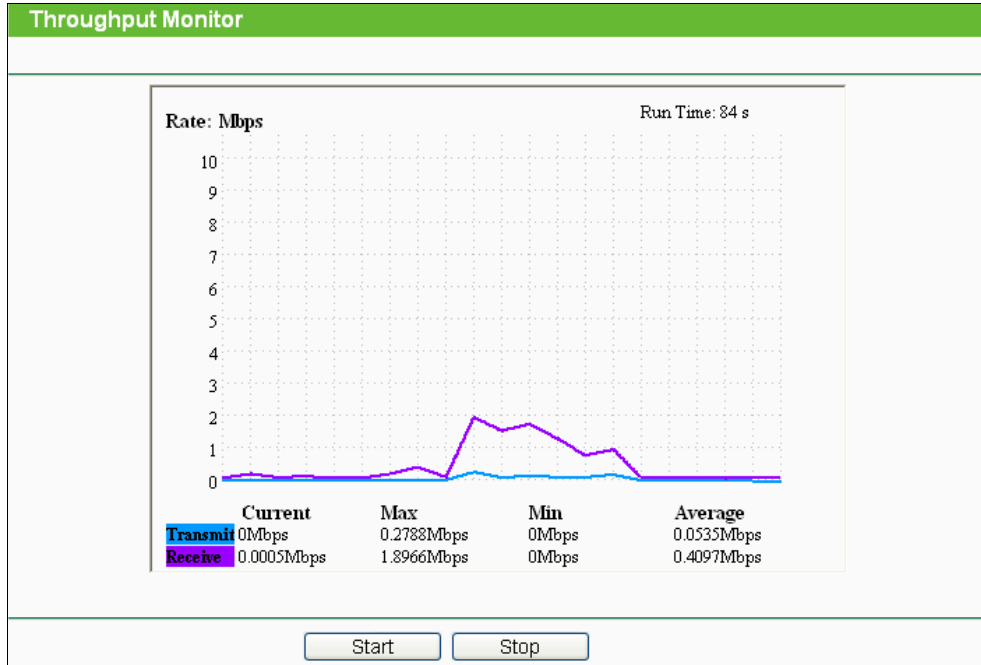 Throughput Monitor
Rate: Mbps
Run Time: 84 s
10
9
8
7
6
5
4
3
2
1
0
Current Max Min Average
Transmit 0Mbps 0.2788Mbps 0Mbps 0.0535Mbps
Receive 0.0005Mbps 1.8966Mbps 0Mbps 0.4097Mbps
Start Stop